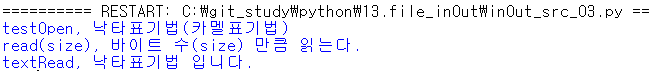 ========== RESTART: C:\git_study\python\13.file_inOut\inOut_src_03.py ==
testOpen, 낙타표기법(카멜표기법)
read(size), 바이트 수(size) 만큼 읽는다.
textRead, 낙타표기법 입니다.